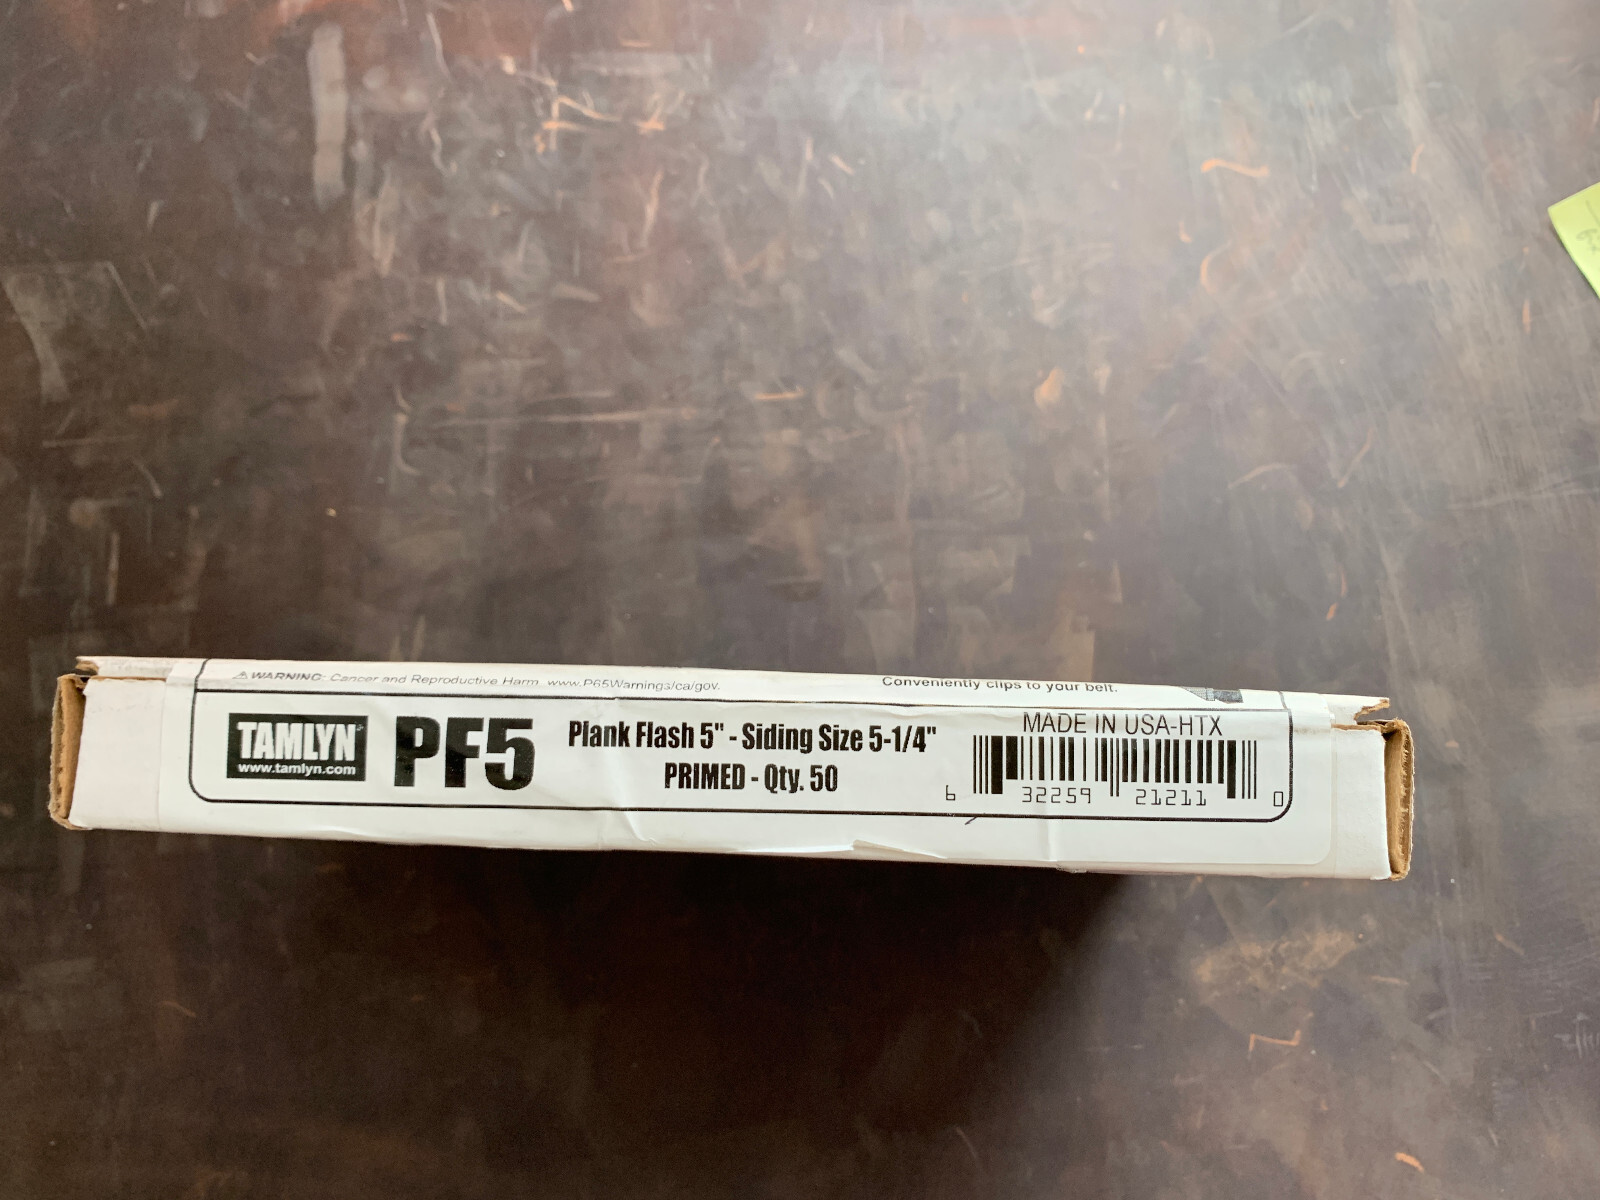 WARNING: Cancer and Reproductive Harm www.P65Warnings/ca/gov.
Conveniently clips to your belt.
TAMLYN
www.tamlyn.com
PF5
Plank Flash 5" - Siding Size 5-1/4"
PRIMED - Qty. 50
MADE IN USA-HTX
6 32259 21211 0